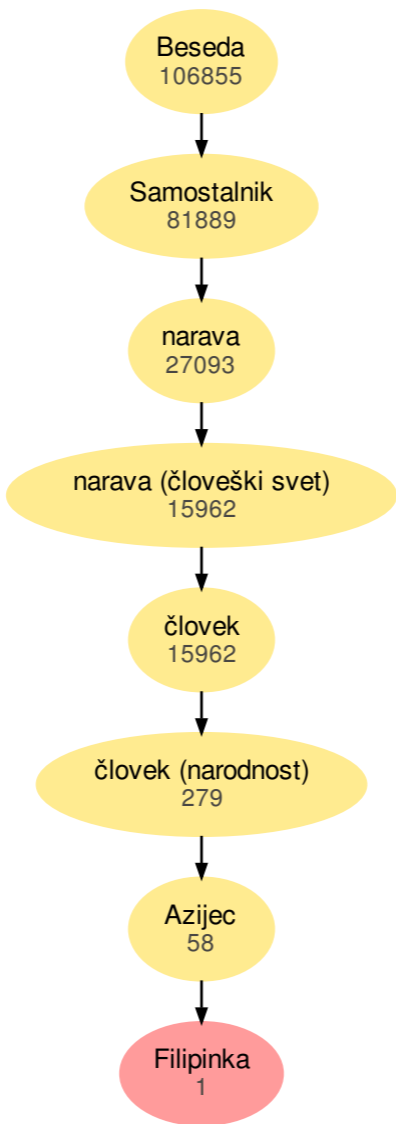 Beseda
106855
Samostalnik
81889
narava
27093
narava (človeški svet)
15962
človek
15962
človek (narodnost)
279
Azijec
58
Filipinka
1